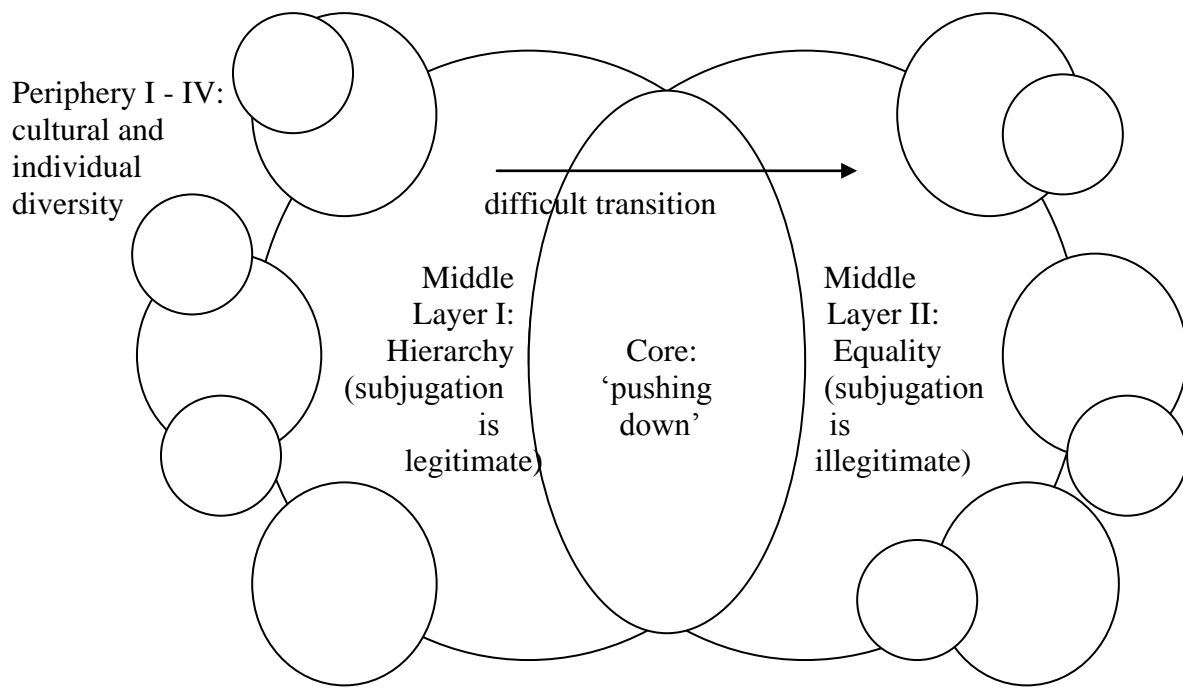 Periphery I - IV:
cultural and
individual
diversity
difficult transition
Middle
Layer I:
Hierarchy
(subjugation
is
legitimate)
Core:
‘pushing
down’
Middle
Layer II:
Equality
(subjugation
is
illegitimate)